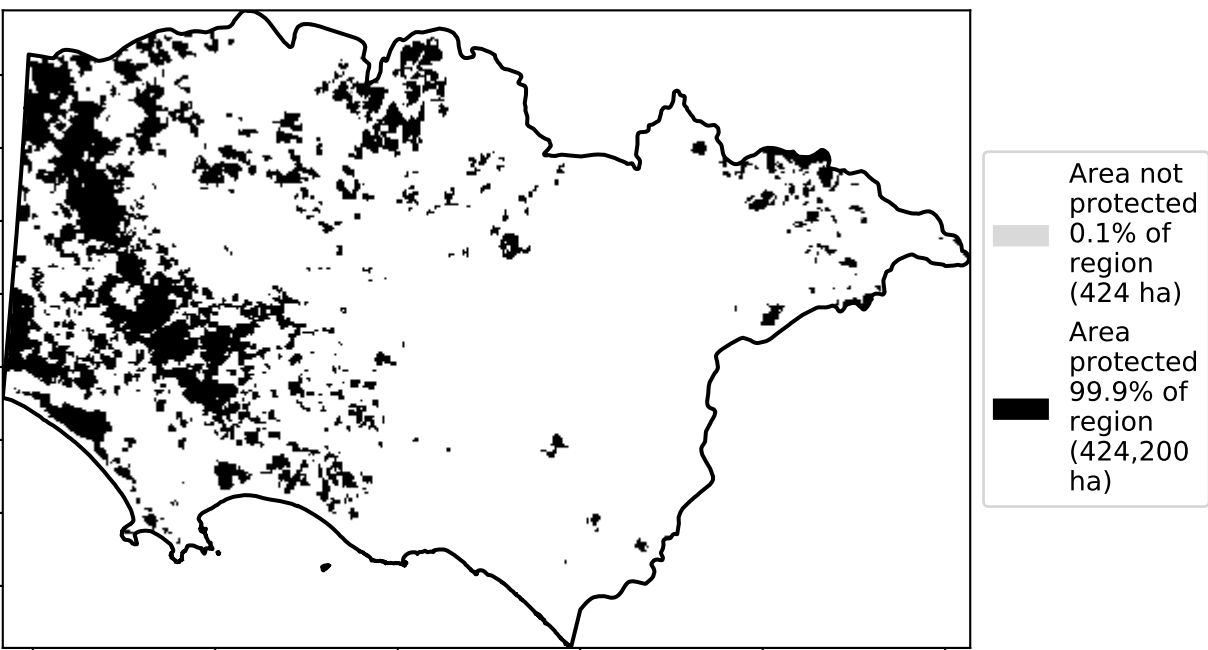 Area not
protected
0.1% of
region
(424 ha)
Area
protected
99.9% of
region
(424,200
ha)